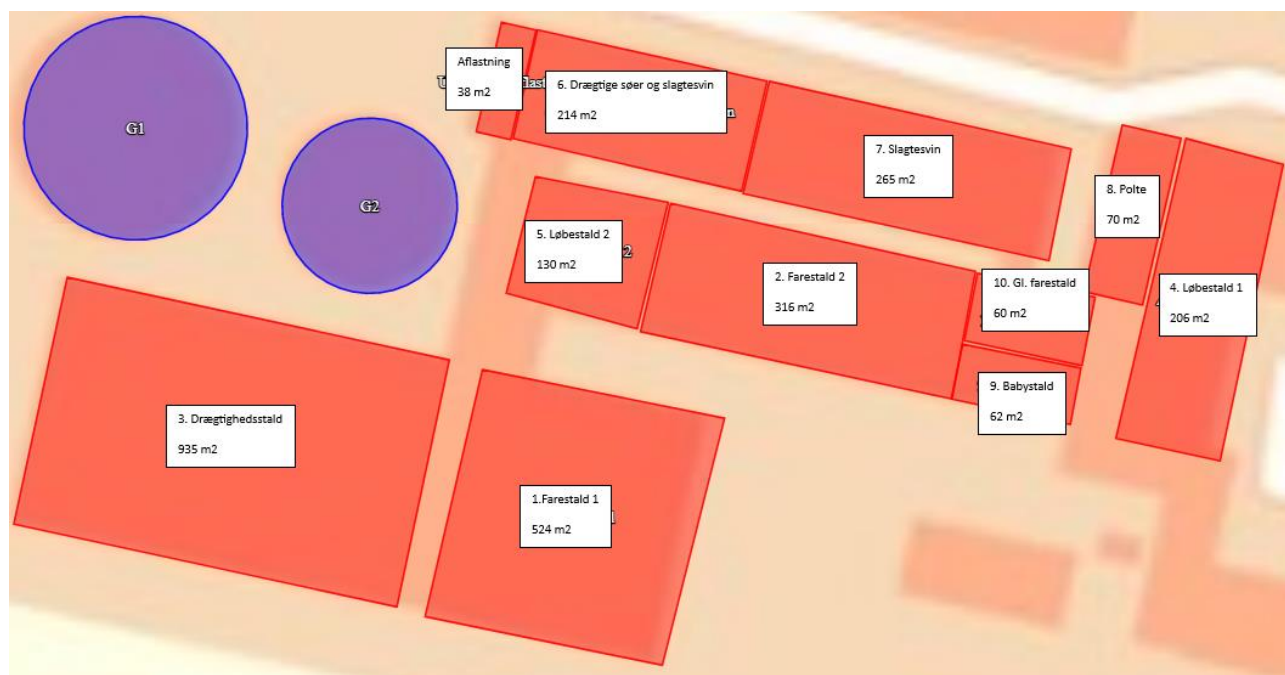 Aflastning
38 m2
6. Drægtige søer og slagtesvin
214 m2
G1
7. Slagtesvin
265 m2
8. Polte
70 m2
G2
5. Løbestald 2
130 m2
2. Farestald 2
316 m2
10. Gl. farestald
60 m2
4. Løbestald 1
206 m2
9. Babystald
62 m2
3. Drægtighedsstald
935 m2
1.Farestald 1
524 m2